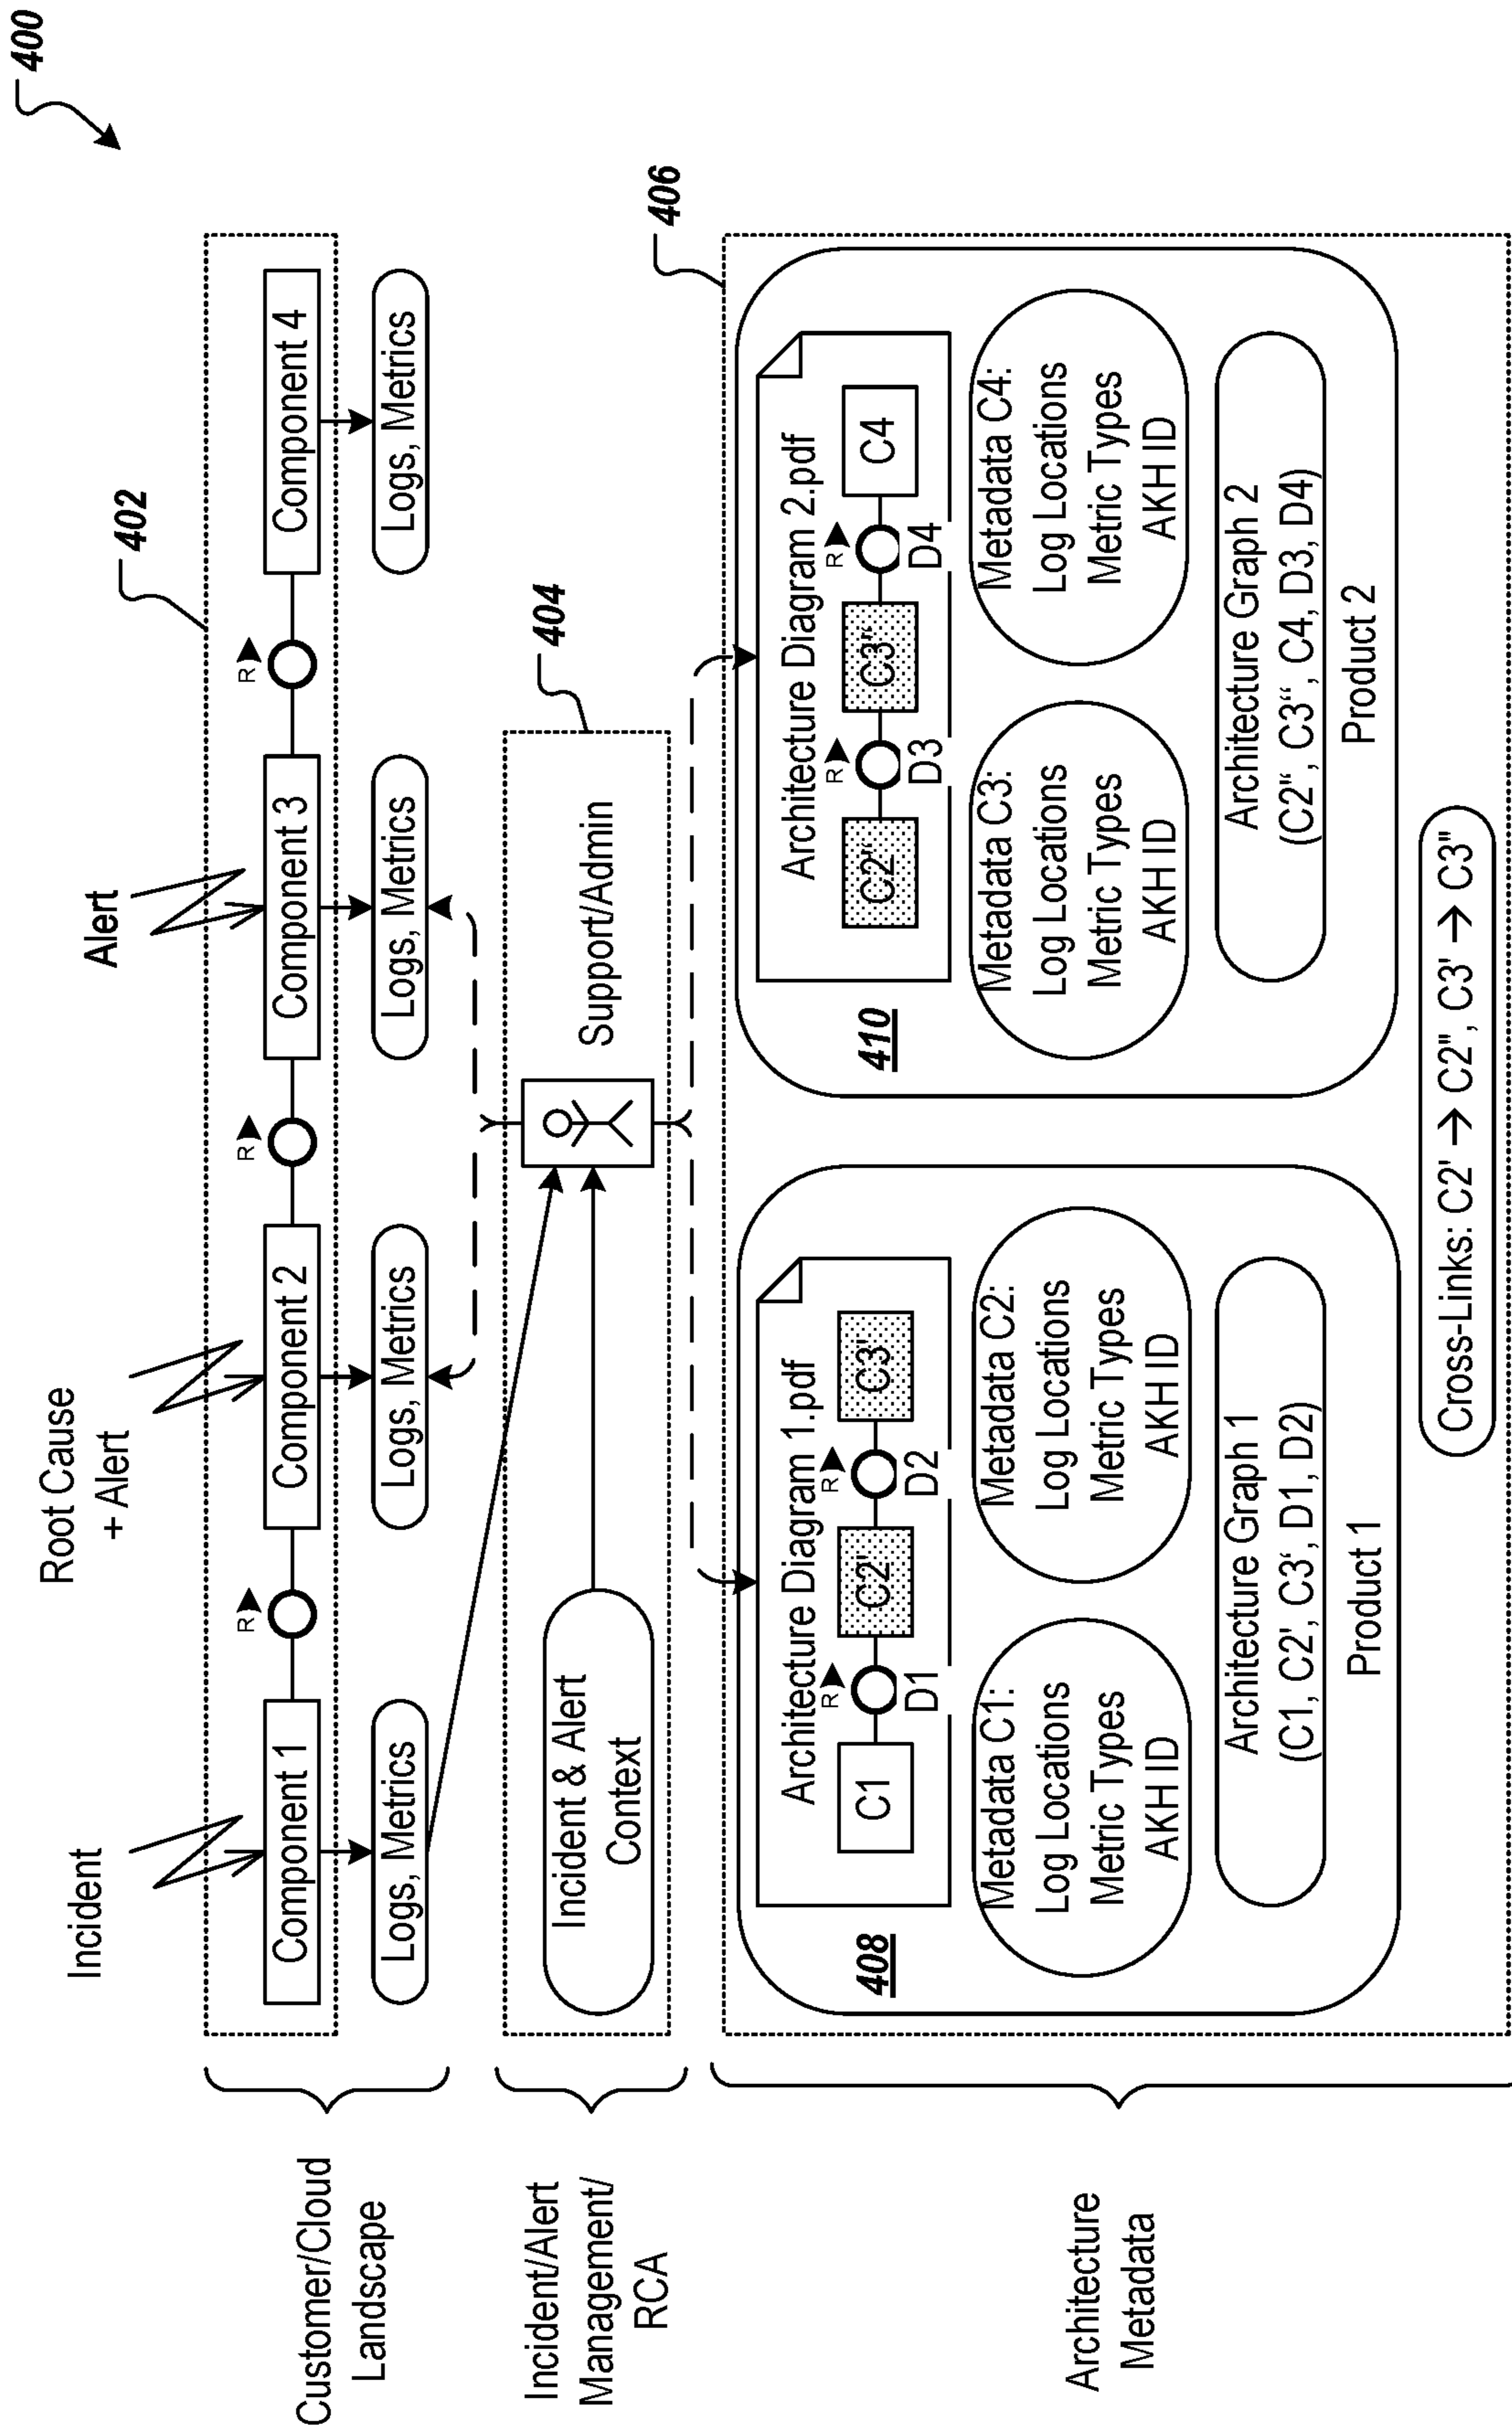 400
Incident
Root Cause
+ Alert
Alert
402
Customer/Cloud
Landscape
Component 1
R
Component 2
R
Component 3
R
Component 4
Logs, Metrics
Logs, Metrics
Logs, Metrics
Logs, Metrics
404
Incident/Alert
Management/
RCA
Incident & Alert
Context
Support/Admin
406
Architecture
Metadata
408
Architecture Diagram 1.pdf
C1
R
D1
C2'
R
D2
C3'
Metadata C1:
Log Locations
Metric Types
AKH ID
Metadata C2:
Log Locations
Metric Types
AKH ID
Architecture Graph 1
(C1, C2', C3‘, D1, D2)
Product 1
410
Architecture Diagram 2.pdf
C2“
R
D3
C3“
R
D4
C4
Metadata C3:
Log Locations
Metric Types
AKH ID
Metadata C4:
Log Locations
Metric Types
AKH ID
Architecture Graph 2
(C2“, C3“, C4, D3, D4)
Product 2
Cross-Links: C2' → C2", C3' → C3"